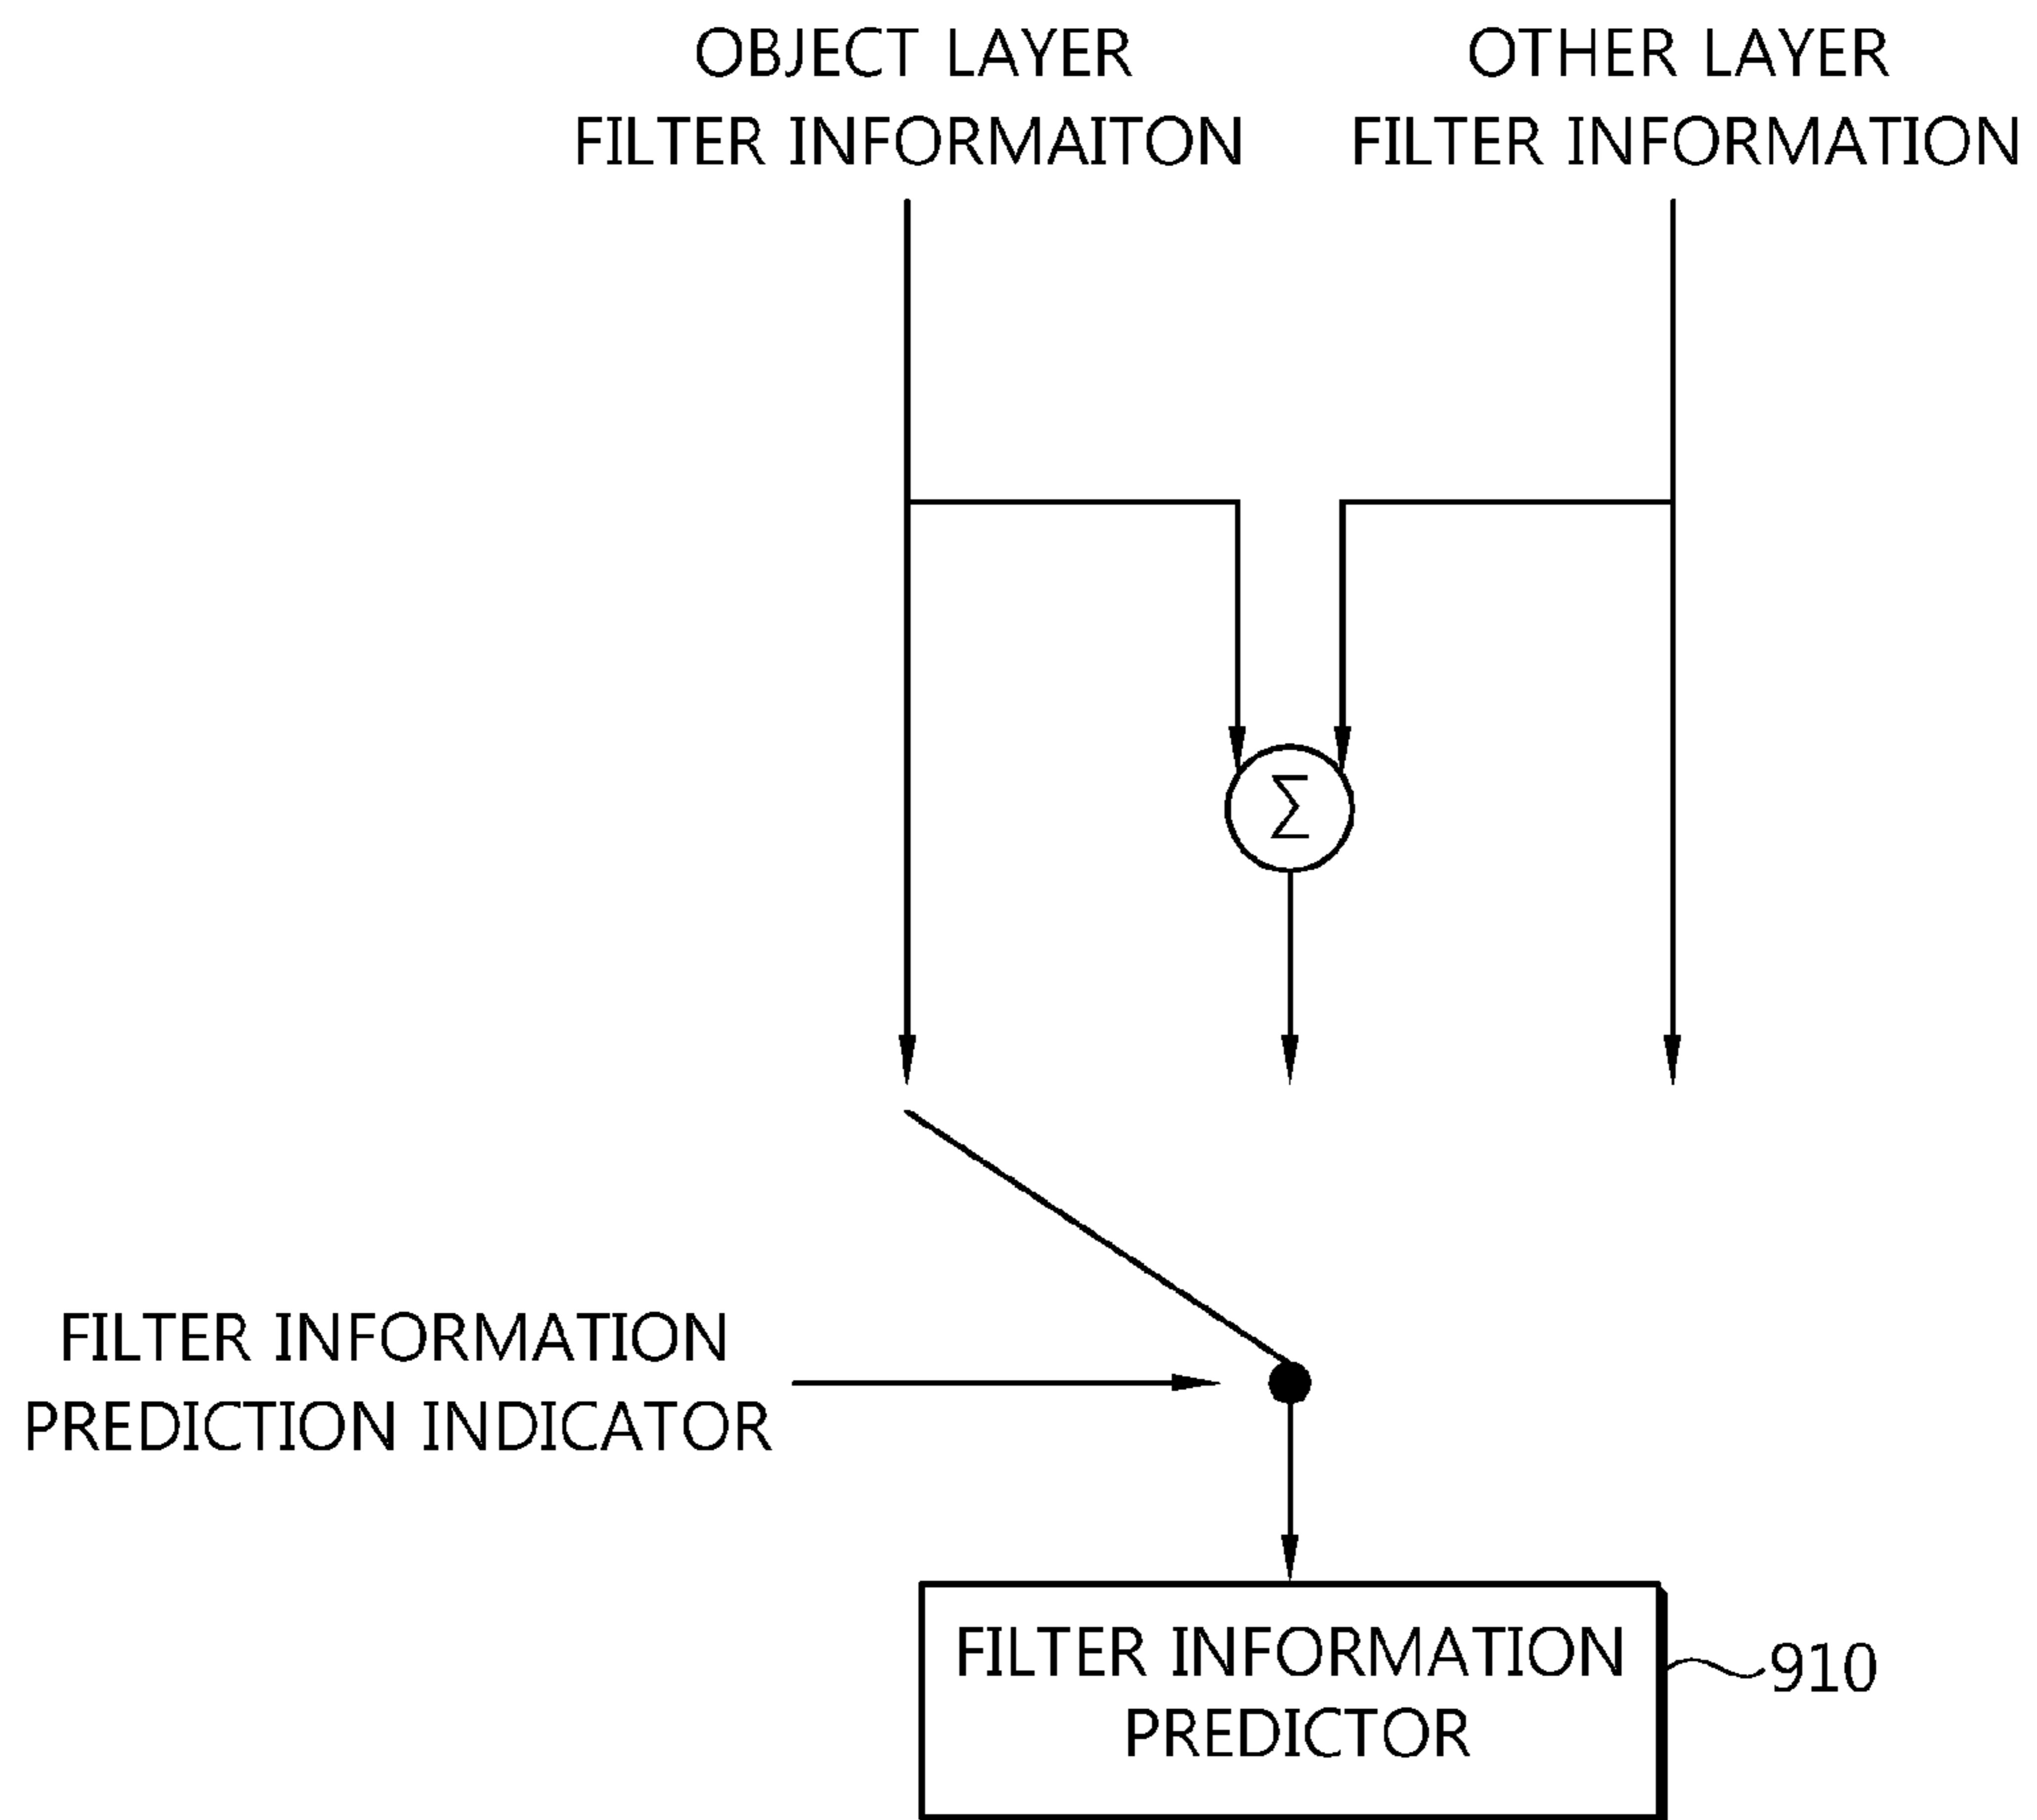 OBJECT LAYER
FILTER INFORMAITON
OTHER LAYER
FILTER INFORMATION
Σ
FILTER INFORMATION
PREDICTION INDICATOR
FILTER INFORMATION
PREDICTOR
910